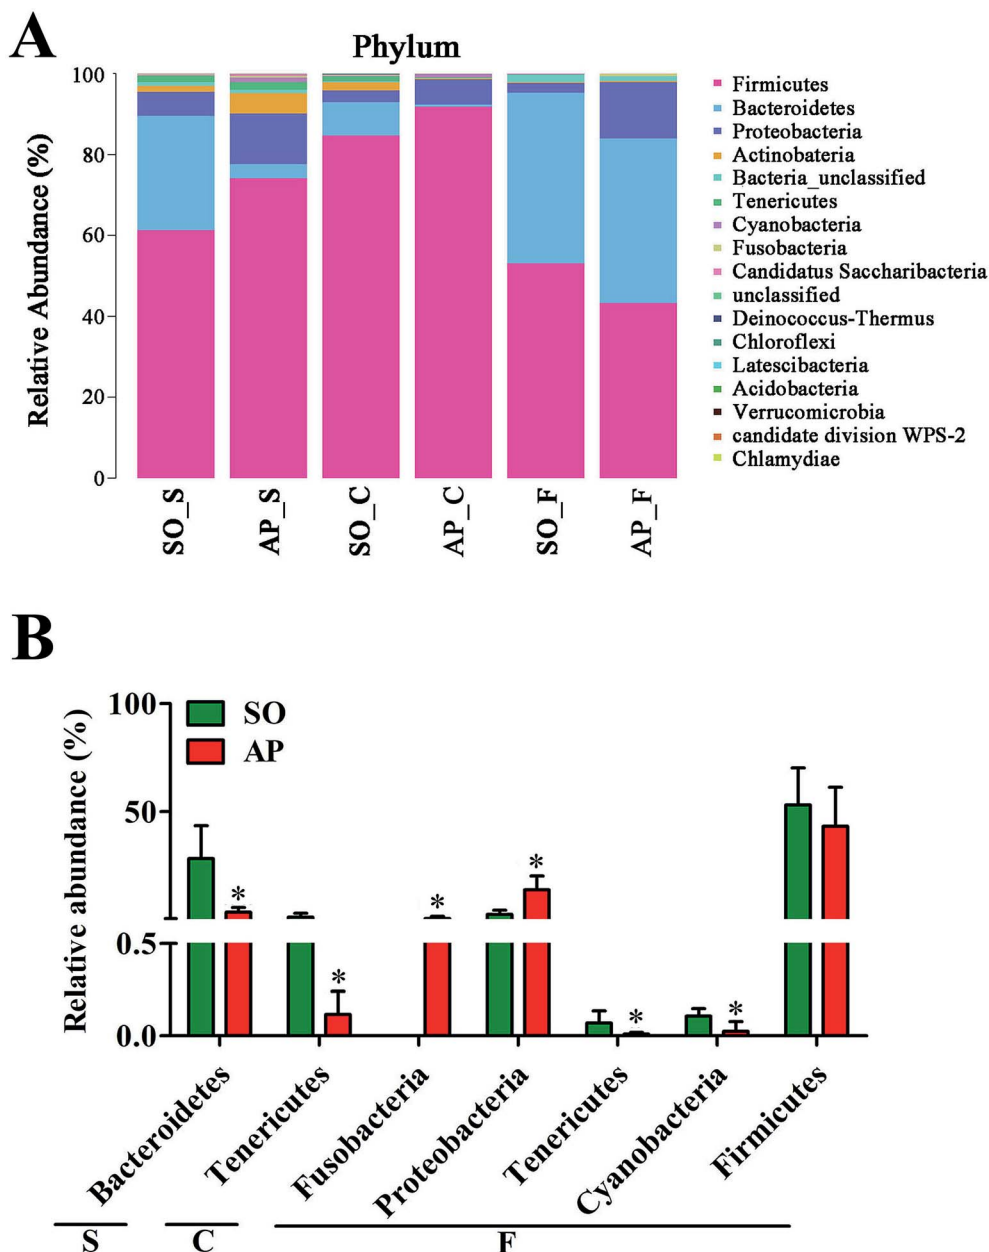 A
Phylum
Relative Abundance (%)
100
80
60
40
20
0
SO_S
AP_S
SO_C
AP_C
SO_F
AP_F
Firmicutes
Bacteroidetes
Proteobacteria
Actinobateria
Bacteria_unclassified
Tenericutes
Cyanobacteria
Fusobacteria
Candidatus Saccharibacteria
unclassified
Deinococcus-Thermus
Chloroflexi
Latescibacteria
Acidobacteria
Verrucomicrobia
candidate division WPS-2
Chlamydiae
B
Relative abundance (%)
100
50
0.5
0.0
SO
AP
*
*
*
*
*
*
Bacteroidetes
Tenericutes
Fusobacteria
Proteobacteria
Tenericutes
Cyanobacteria
Firmicutes
S
C
F